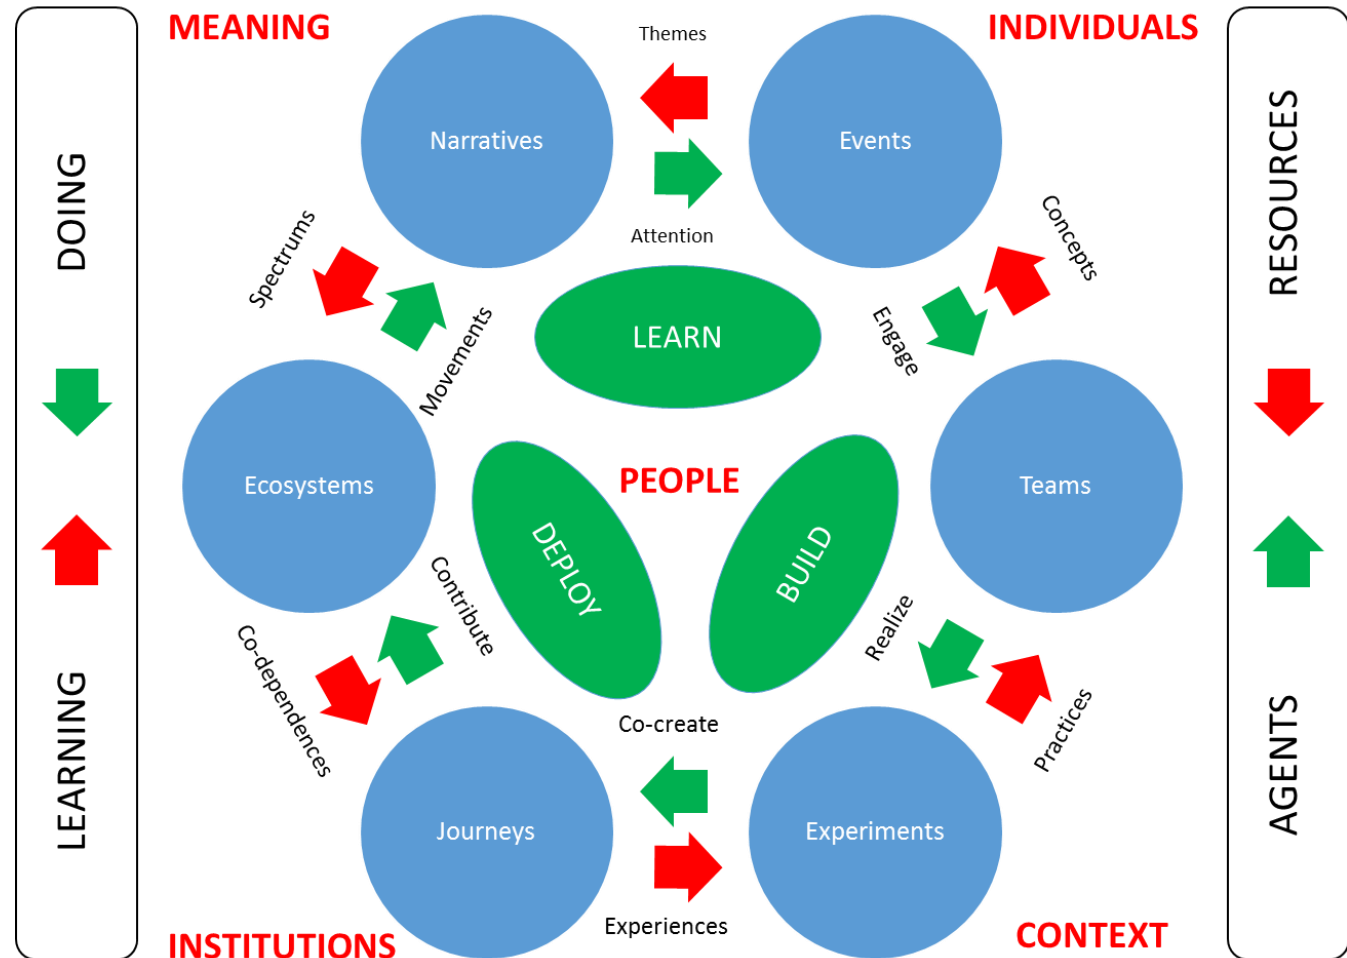 MEANING
Themes
INDIVIDUALS
Narratives
Events
DOING
RESOURCES
Spectrums
Attention
Concepts
Movements
LEARN
Engage
Ecosystems
PEOPLE
Teams
DEPLOY
BUILD
Contribute
Realize
Co-dependences
Co-create
Practices
LEARNING
AGENTS
Journeys
Experiments
Experiences
INSTITUTIONS
CONTEXT